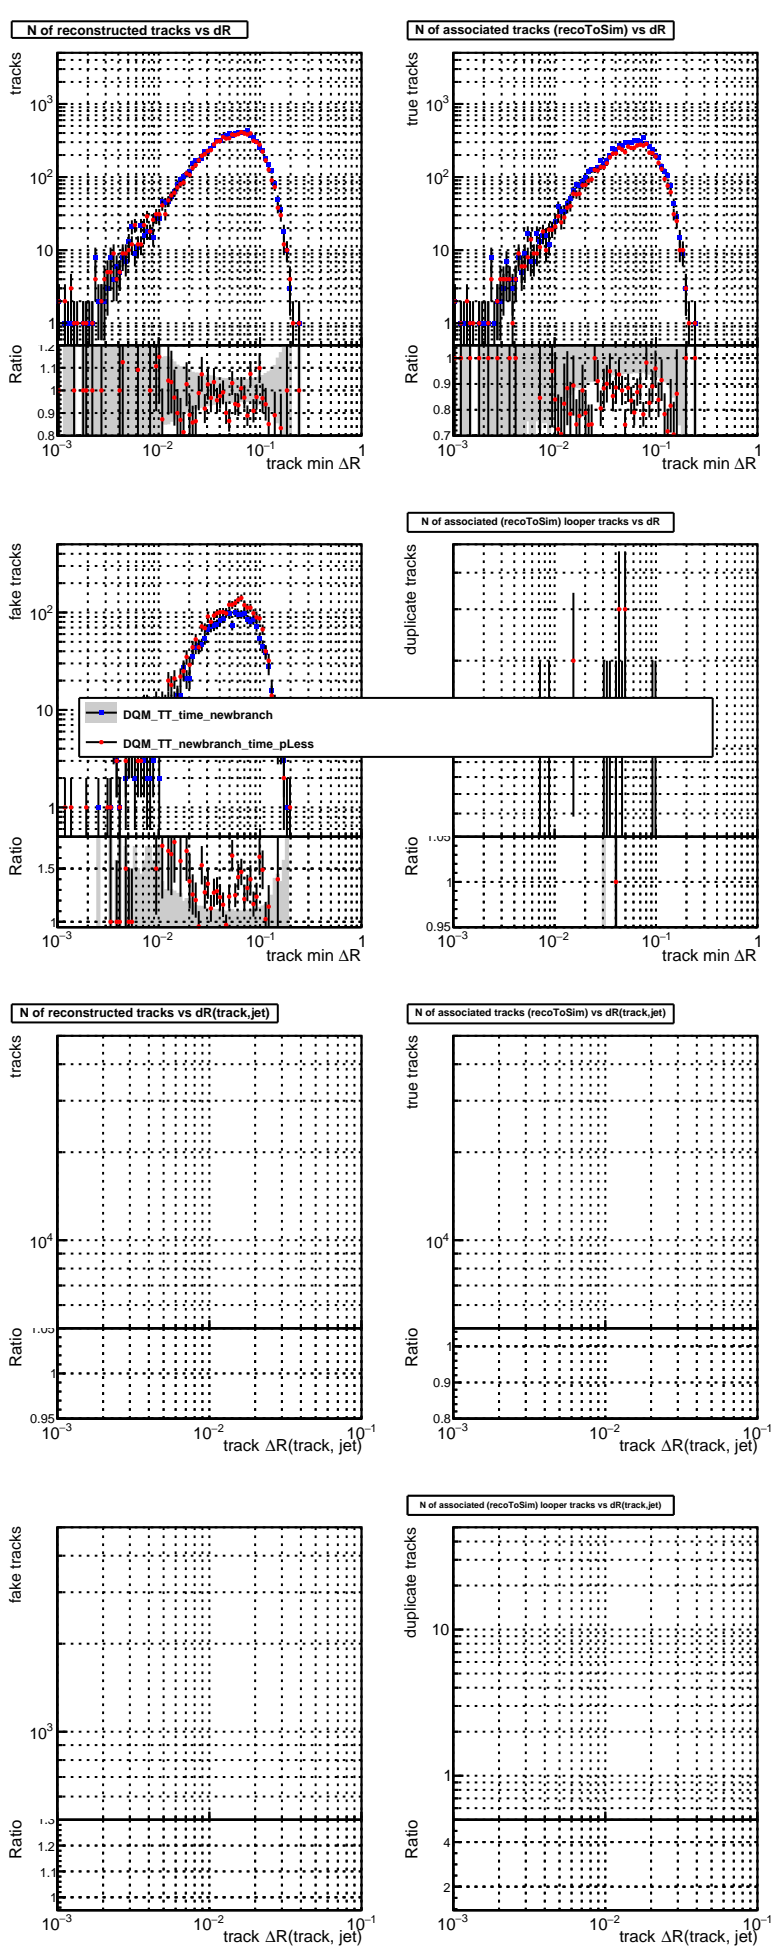 N of reconstructed tracks vs dR
tracks
10³
10²
10
1
Ratio
1.2
1.1
1
0.9
0.8
10⁻³
10⁻²
10⁻¹
1
track min ΔR
N of associated tracks (recoToSim) vs dR
true tracks
10³
10²
10
1
Ratio
1
0.9
0.8
0.7
10⁻³
10⁻²
10⁻¹
1
track min ΔR
fake tracks
10²
10
1
Ratio
1.5
1
10⁻³
10⁻²
10⁻¹
1
track min ΔR
N of associated (recoToSim) looper tracks vs dR
duplicate tracks
Ratio
1.05
1
0.95
10⁻³
10⁻²
10⁻¹
1
track min ΔR
DQM_TT_time_newbranch
DQM_TT_newbranch_time_pLess
N of reconstructed tracks vs dR(track,jet)
tracks
10⁴
Ratio
1.05
1
0.95
10⁻³
10⁻²
10⁻¹
track ΔR(track, jet)
N of associated tracks (recoToSim) vs dR(track,jet)
true tracks
10⁴
Ratio
1
0.9
0.8
10⁻³
10⁻²
10⁻¹
track ΔR(track, jet)
fake tracks
10³
Ratio
1.3
1.2
1.1
1
10⁻³
10⁻²
10⁻¹
track ΔR(track, jet)
N of associated (recoToSim) looper tracks vs dR(track,jet)
duplicate tracks
10
1
Ratio
4
2
10⁻³
10⁻²
10⁻¹
track ΔR(track, jet)